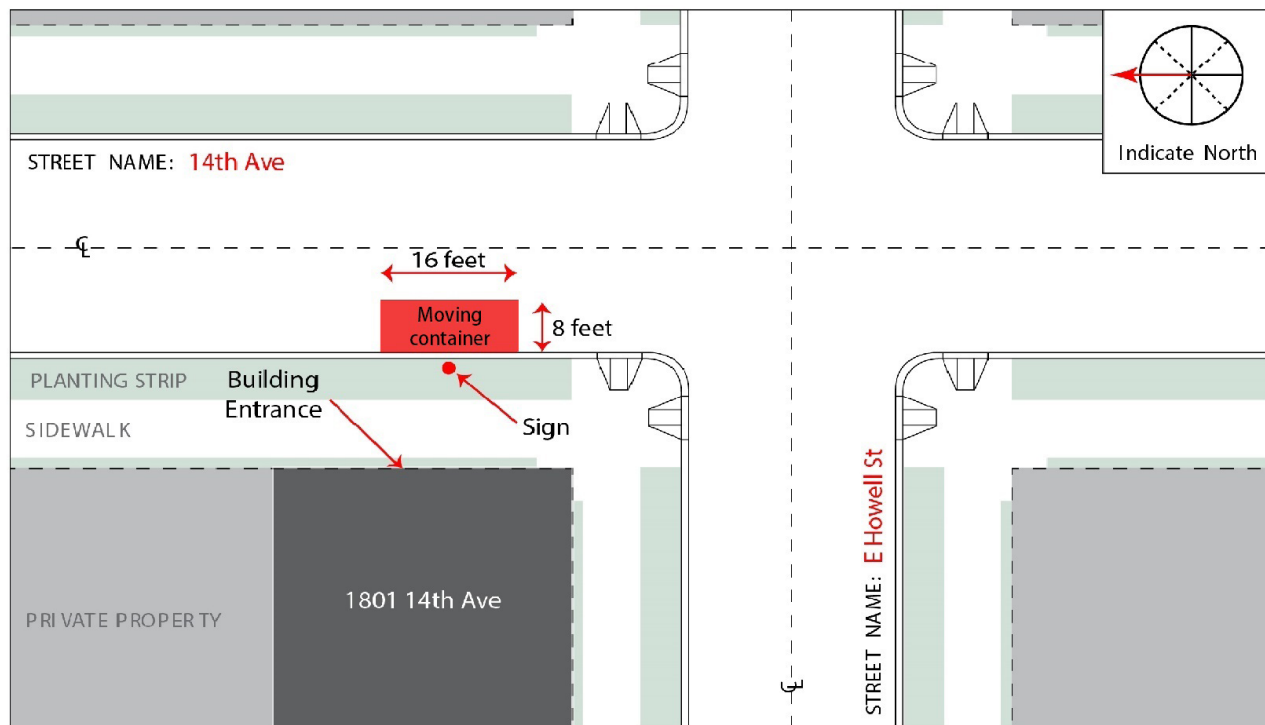 Indicate North
STREET NAME: 14th Ave
℄
16 feet
Moving
container
8 feet
PLANTING STRIP
Building
Entrance
SIDEWALK
Sign
1801 14th Ave
PRIVATE PROPERTY
STREET NAME: E Howell St
℄